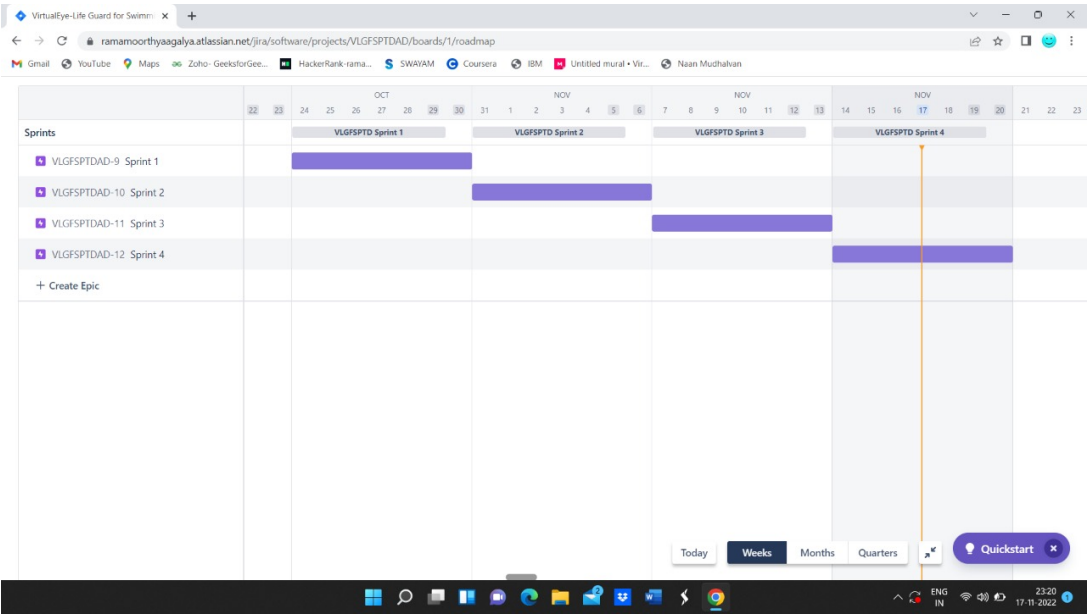 VirtualEye-Life Guard for Swimm
ramamoorthyaagalya.atlassian.net/jira/software/projects/VLGFSPTDAD/boards/1/roadmap
Gmail YouTube Maps Zoho- GeeksforGee... HackerRank-rama... SWAYAM Coursera IBM Untitled mural • Vir... Naan Mudhalvan
OCT NOV NOV NOV
22 23 24 25 26 27 28 29 30 31 1 2 3 4 5 6 7 8 9 10 11 12 13 14 15 16 17 18 19 20 21 22 23
Sprints VLGFSPTD Sprint 1 VLGFSPTD Sprint 2 VLGFSPTD Sprint 3 VLGFSPTD Sprint 4
VLGFSPTDAD-9 Sprint 1
VLGFSPTDAD-10 Sprint 2
VLGFSPTDAD-11 Sprint 3
VLGFSPTDAD-12 Sprint 4
+ Create Epic
Today Weeks Months Quarters Quickstart
ENG 23:20
IN 17-11-2022 1